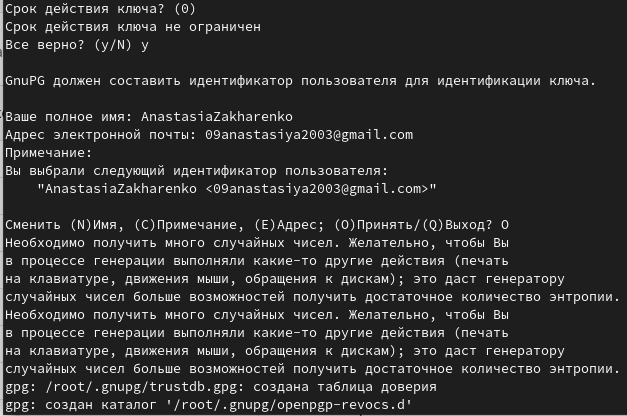 Срок действия ключа? (0)
Срок действия ключа не ограничен
Все верно? (y/N) y
GnuPG должен составить идентификатор пользователя для идентификации ключа.
Ваше полное имя: AnastasiaZakharenko
Адрес электронной почты: 09anastasiya2003@gmail.com
Примечание:
Вы выбрали следующий идентификатор пользователя:
"AnastasiaZakharenko <09anastasiya2003@gmail.com>"
Сменить (N)Имя, (C)Примечание, (E)Адрес; (O)Принять/(Q)Выход? O
Необходимо получить много случайных чисел. Желательно, чтобы Вы
в процессе генерации выполняли какие-то другие действия (печать
на клавиатуре, движения мыши, обращения к дискам); это даст генератору
случайных чисел больше возможностей получить достаточное количество энтропии.
Необходимо получить много случайных чисел. Желательно, чтобы Вы
в процессе генерации выполняли какие-то другие действия (печать
на клавиатуре, движения мыши, обращения к дискам); это даст генератору
случайных чисел больше возможностей получить достаточное количество энтропии.
gpg: /root/.gnupg/trustdb.gpg: создана таблица доверия
gpg: создан каталог '/root/.gnupg/openpgp-revocs.d'